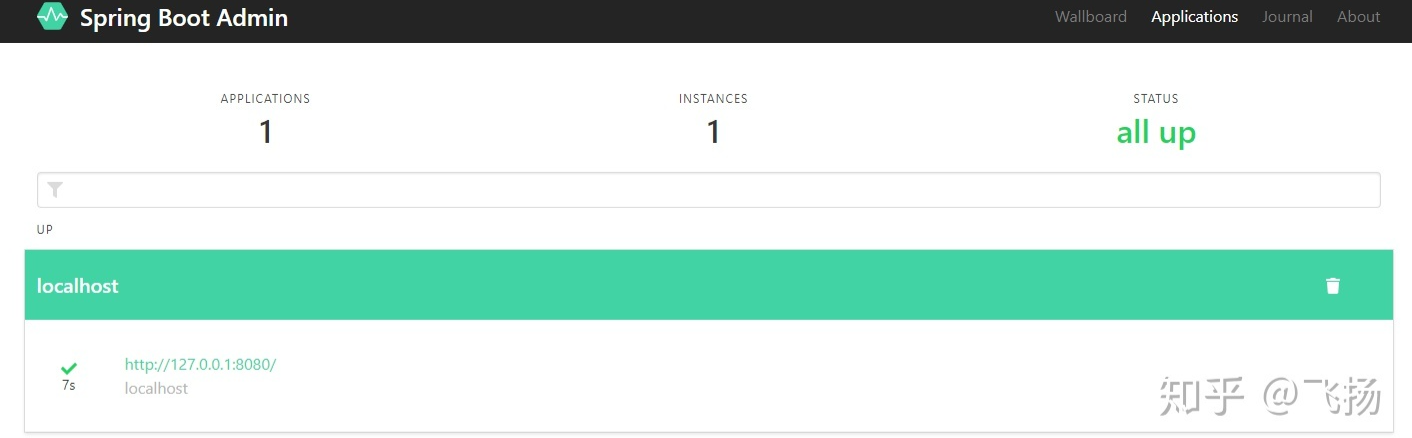 Spring Boot Admin
Wallboard Applications Journal About
APPLICATIONS
1
INSTANCES
1
STATUS
all up
UP
localhost
7s
http://127.0.0.1:8080/
localhost
知乎 @飞扬